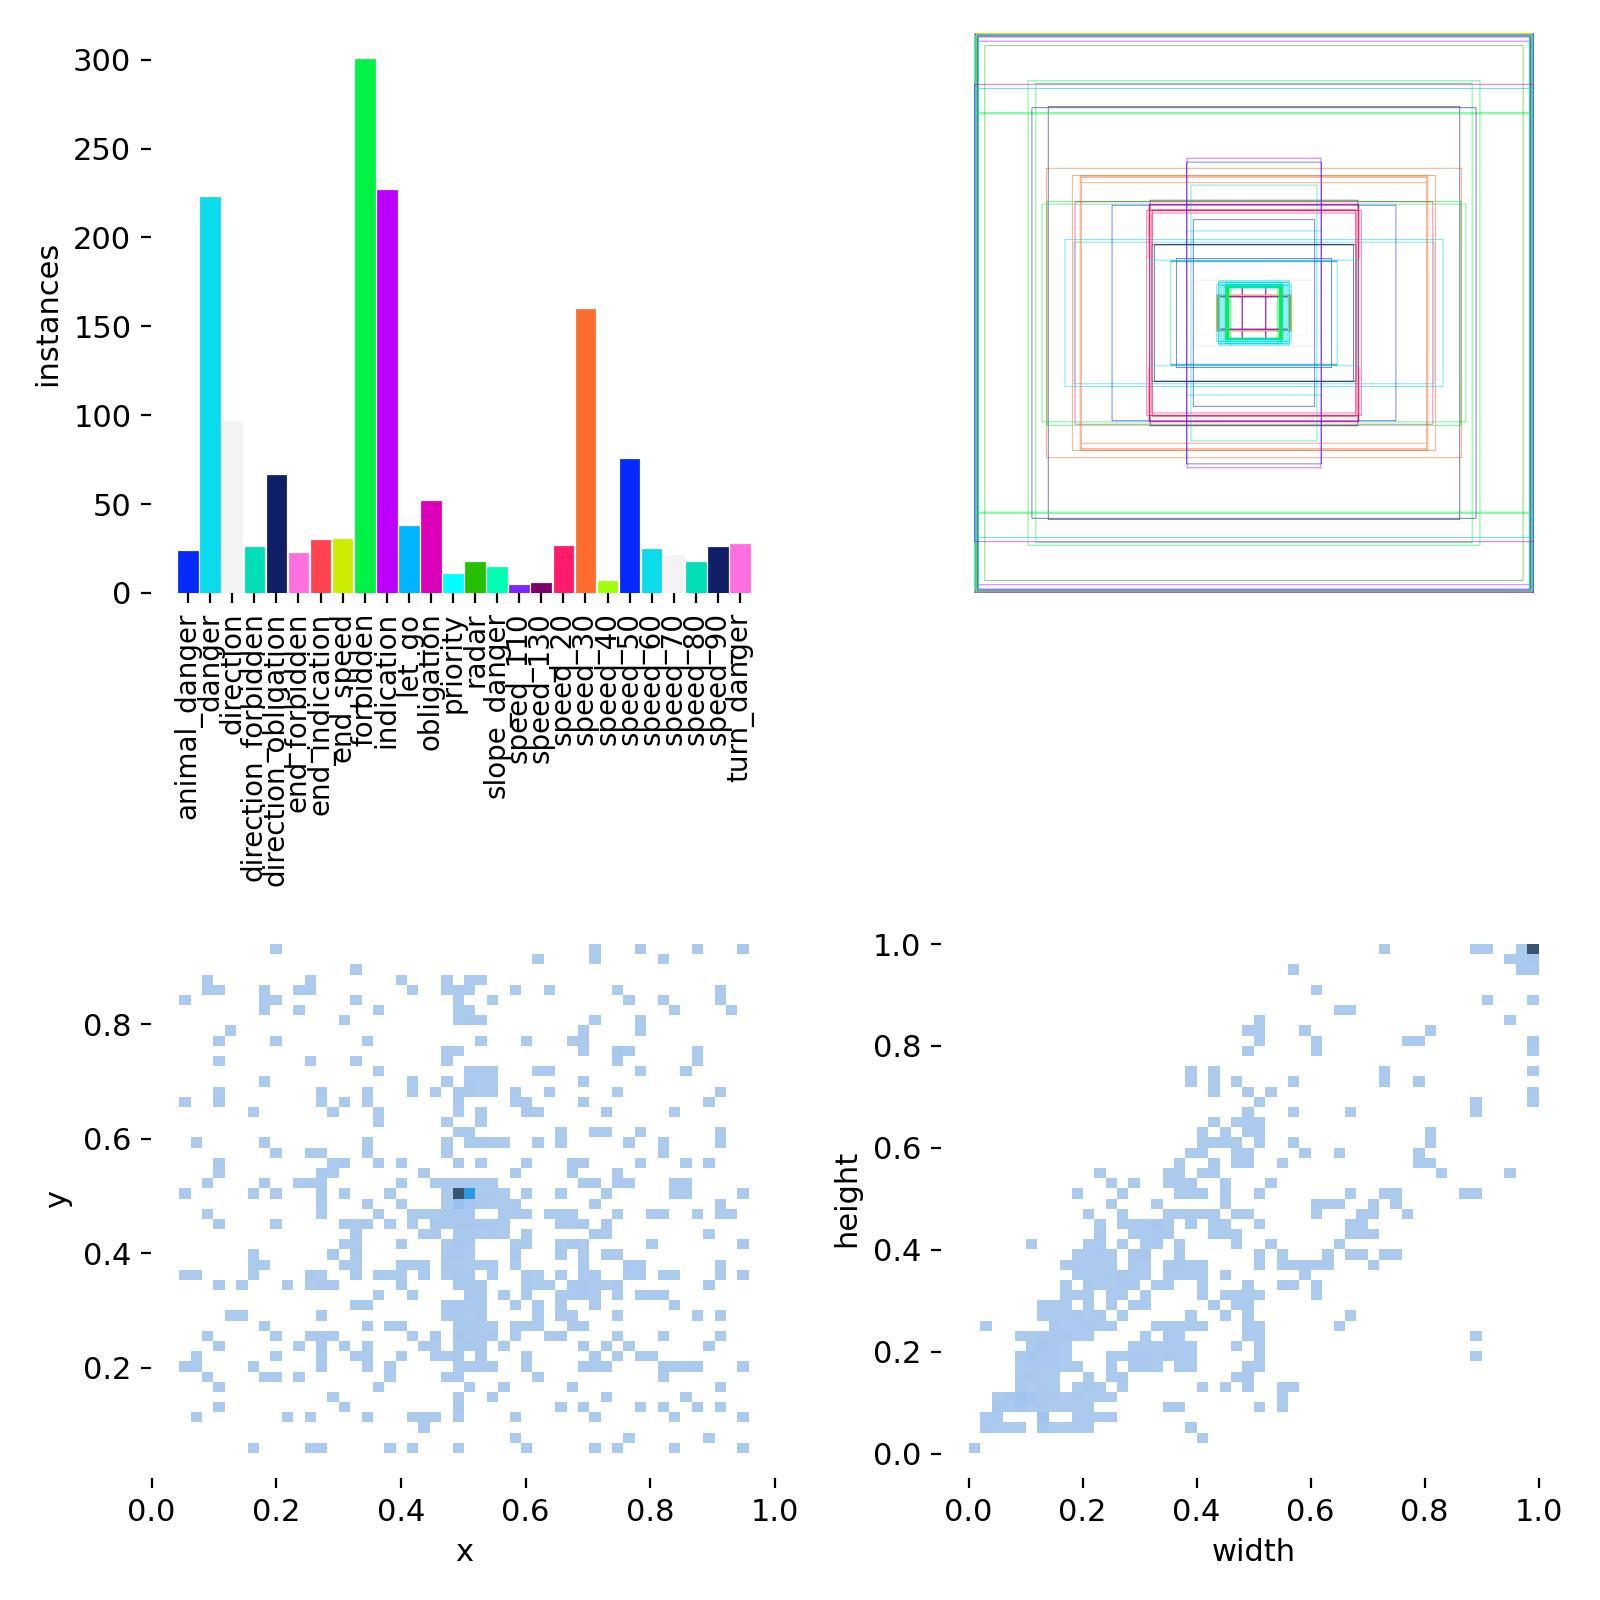 300
250
200
150
100
50
0
instances
animal_danger
danger
direction
direction_forbidden
direction_obligation
end_forbidden
end_indication
end_speed
forbidden
indication
let_go
obligation
priority
radar
slope_danger
speed_110
speed_130
speed_20
speed_30
speed_40
speed_50
speed_60
speed_70
speed_80
speed_90
turn_danger
0.8
0.6
0.4
0.2
y
0.0 0.2 0.4 0.6 0.8 1.0
x
1.0
0.8
0.6
0.4
0.2
0.0
height
0.0 0.2 0.4 0.6 0.8 1.0
width